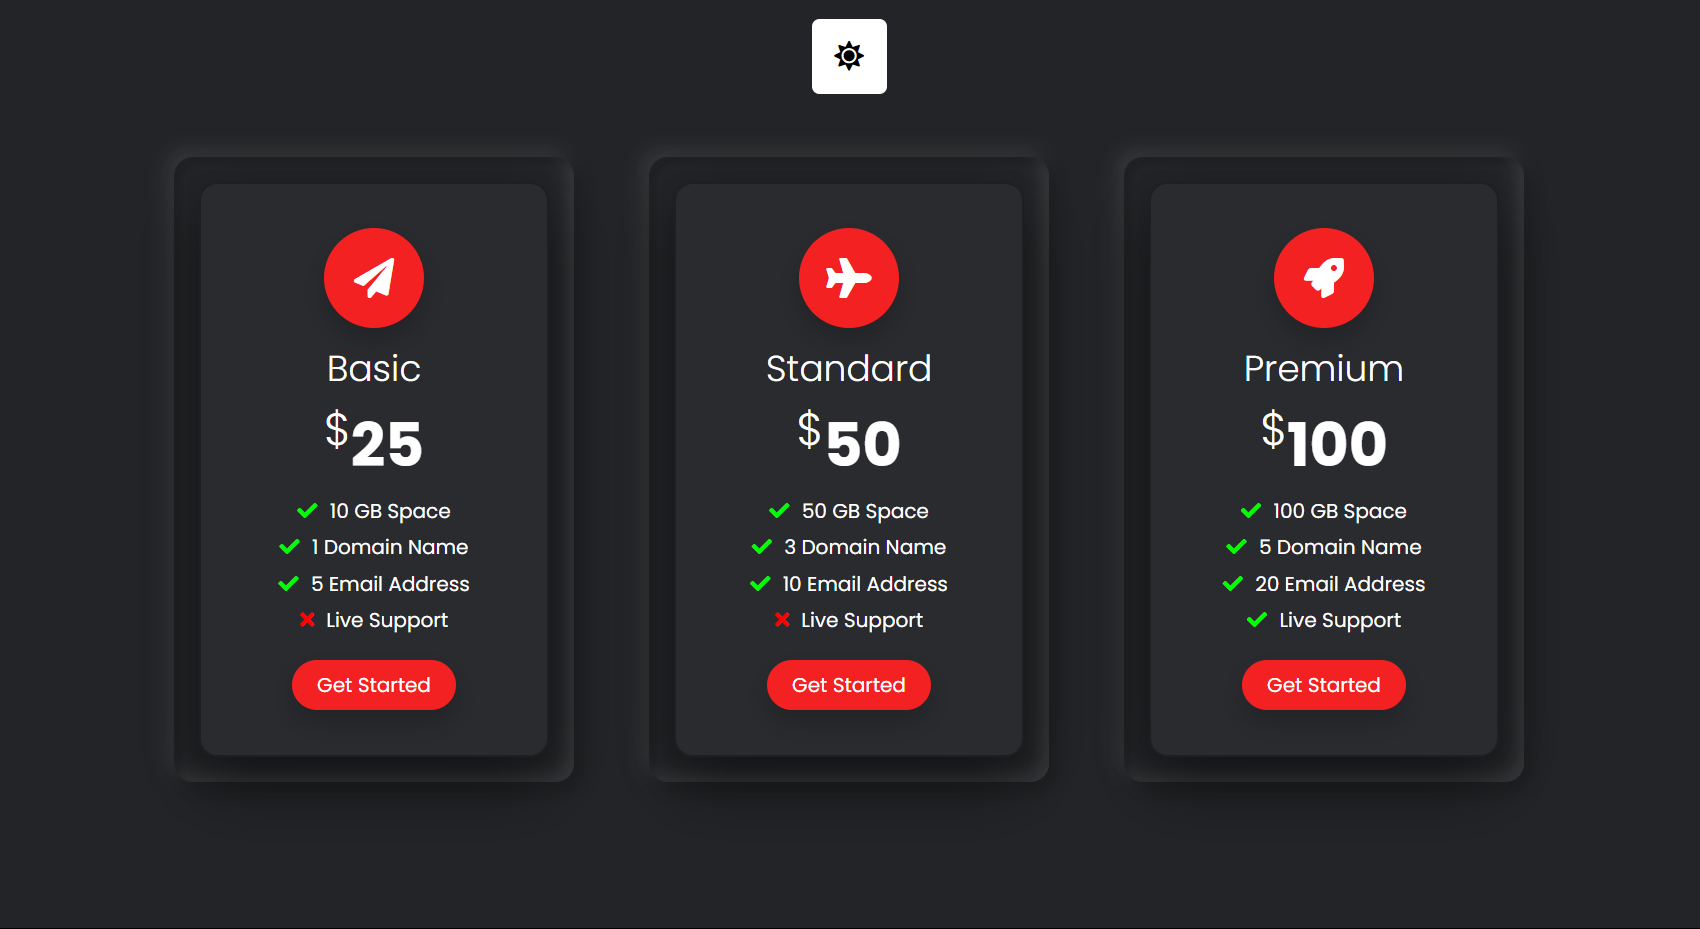 Basic
$25
10 GB Space
1 Domain Name
5 Email Address
Live Support
Get Started
Standard
$50
50 GB Space
3 Domain Name
10 Email Address
Live Support
Get Started
Premium
$100
100 GB Space
5 Domain Name
20 Email Address
Live Support
Get Started